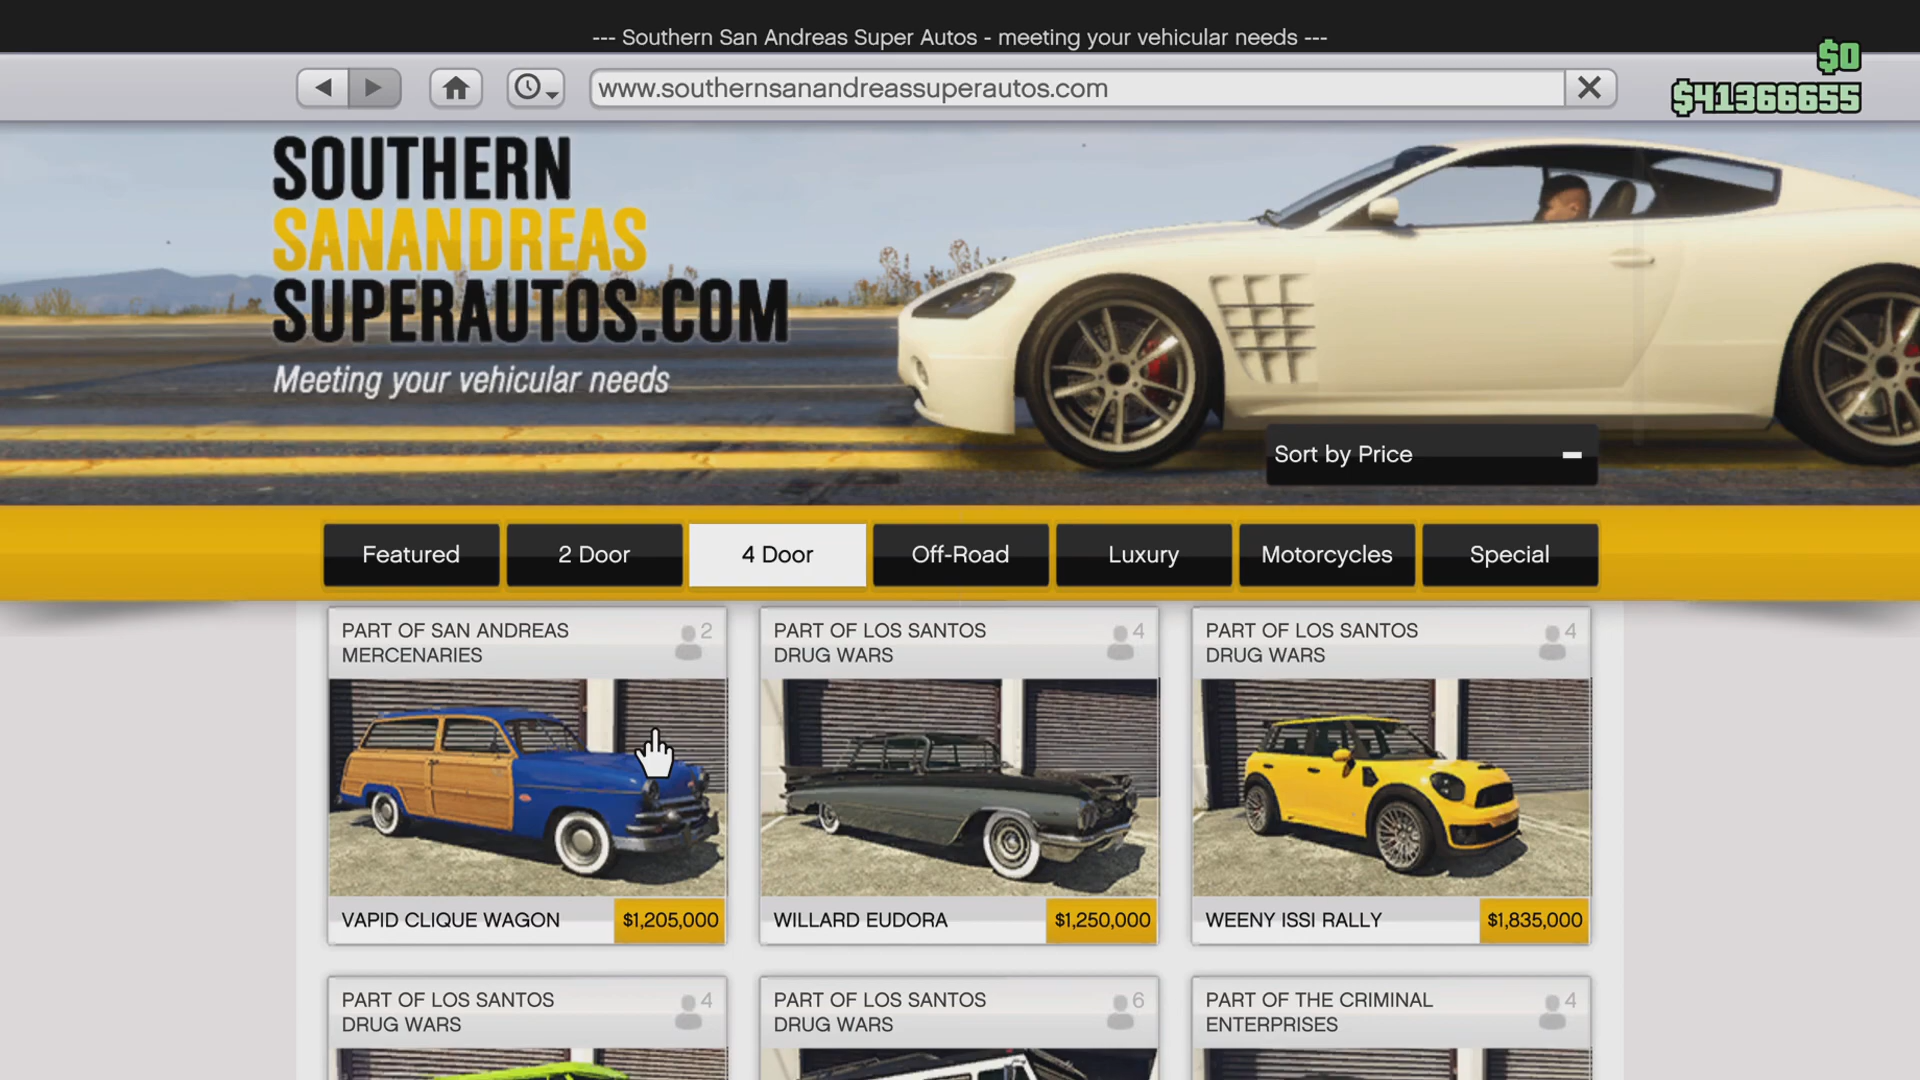 --- Southern San Andreas Super Autos - meeting your vehicular needs ---
$0
www.southernsanandreassuperautos.com
$41366655
SOUTHERN
SANANDREAS
SUPERAUTOS.COM
Meeting your vehicular needs
Sort by Price
Featured
2 Door
4 Door
Off-Road
Luxury
Motorcycles
Special
PART OF SAN ANDREAS
MERCENARIES
2
VAPID CLIQUE WAGON
$1,205,000
PART OF LOS SANTOS
DRUG WARS
4
WILLARD EUDORA
$1,250,000
PART OF LOS SANTOS
DRUG WARS
4
WEENY ISSI RALLY
$1,835,000
PART OF LOS SANTOS
DRUG WARS
4
PART OF LOS SANTOS
DRUG WARS
6
PART OF THE CRIMINAL
ENTERPRISES
4